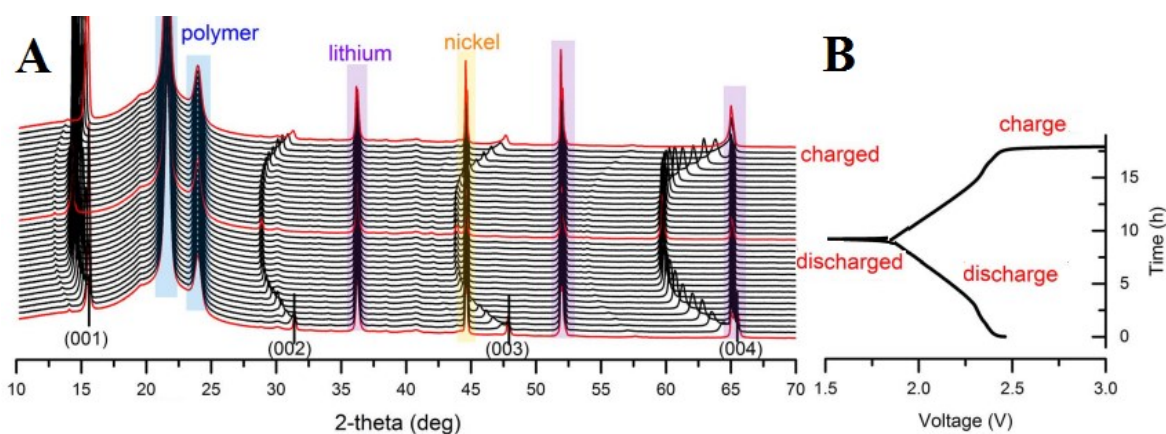 A
polymer
lithium
nickel
charged
discharged
(001)
(002)
(003)
(004)
10 15 20 25 30 35 40 45 50 55 60 65 70
2-theta (deg)
B
charge
discharge
15
10
5
0
Time (h)
1.5 2.0 2.5 3.0
Voltage (V)